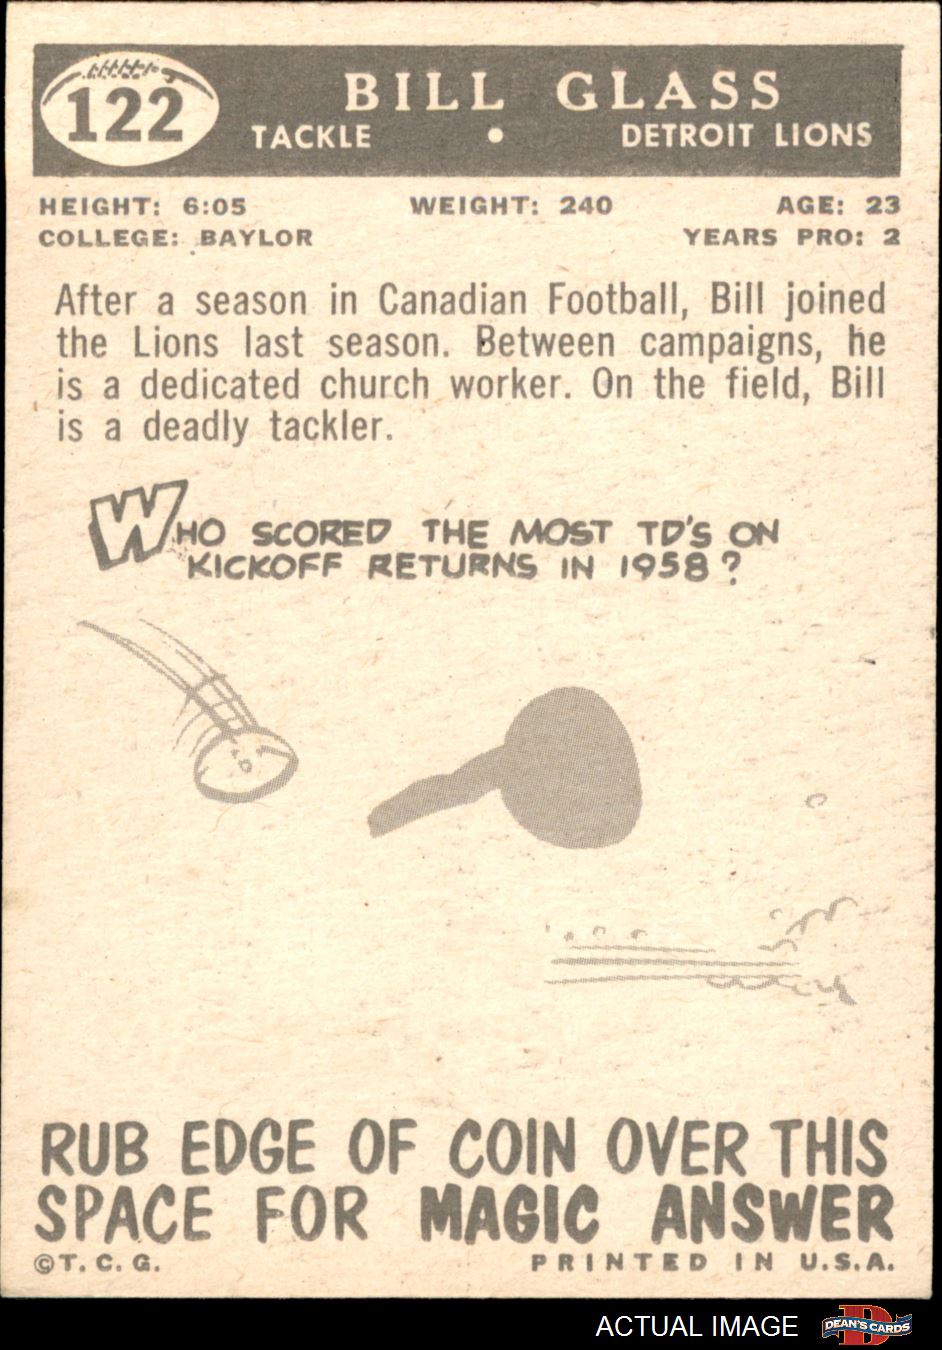 122
BILL GLASS
TACKLE • DETROIT LIONS
HEIGHT: 6:05 WEIGHT: 240 AGE: 23
COLLEGE: BAYLOR YEARS PRO: 2
After a season in Canadian Football, Bill joined
the Lions last season. Between campaigns, he
is a dedicated church worker. On the field, Bill
is a deadly tackler.
WHO SCORED THE MOST TD'S ON
KICKOFF RETURNS IN 1958?
RUB EDGE OF COIN OVER THIS
SPACE FOR MAGIC ANSWER
©T. C. G. PRINTED IN U.S.A.
ACTUAL IMAGE
D
DEAN'S CARDS